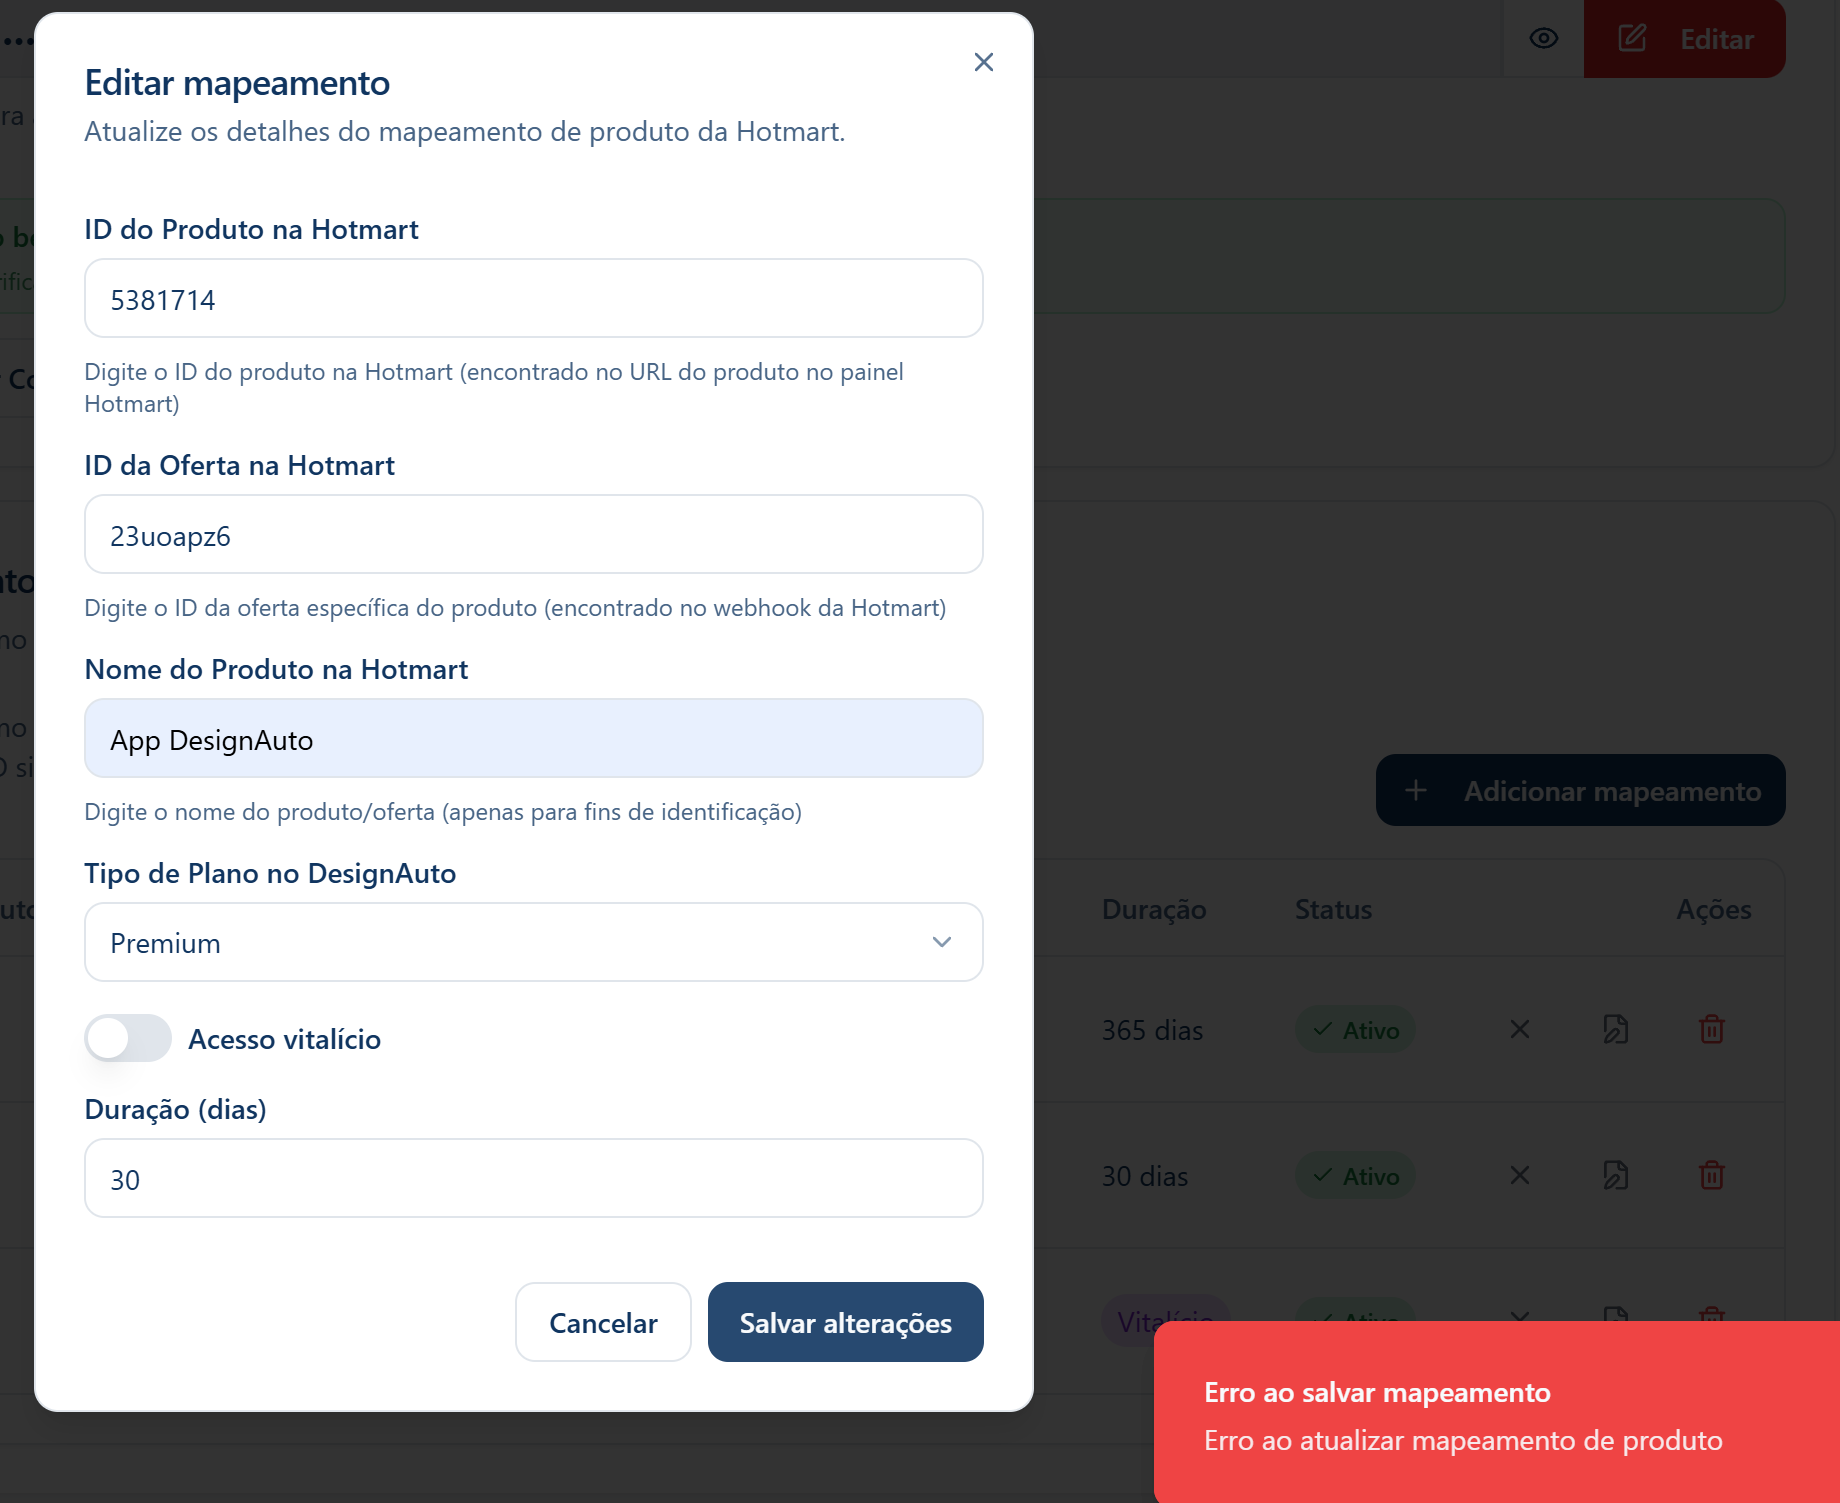 Editar mapeamento
Atualize os detalhes do mapeamento de produto da Hotmart.
ID do Produto na Hotmart
5381714
Digite o ID do produto na Hotmart (encontrado no URL do produto no painel
Hotmart)
ID da Oferta na Hotmart
23uoapz6
Digite o ID da oferta específica do produto (encontrado no webhook da Hotmart)
Nome do Produto na Hotmart
App DesignAuto
Digite o nome do produto/oferta (apenas para fins de identificação)
Tipo de Plano no DesignAuto
Premium
Acesso vitalício
Duração (dias)
30
Cancelar
Salvar alterações
Editar
Adicionar mapeamento
Duração Status Ações
365 dias Ativo
30 dias Ativo
Vitalício Ativo
Erro ao salvar mapeamento
Erro ao atualizar mapeamento de produto